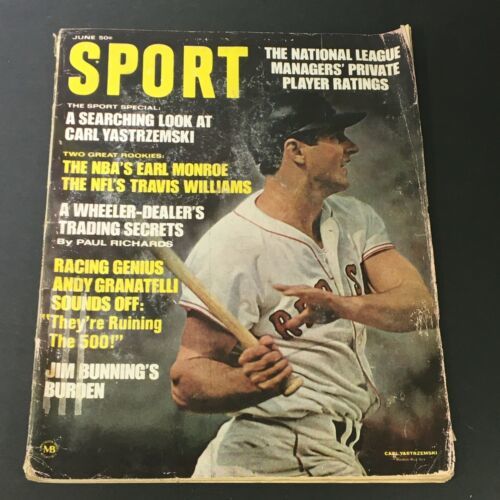 JUNE 50¢
SPORT
THE NATIONAL LEAGUE
MANAGERS' PRIVATE
PLAYER RATINGS
THE SPORT SPECIAL:
A SEARCHING LOOK AT
CARL YASTRZEMSKI
TWO GREAT ROOKIES:
THE NBA'S EARL MONROE
THE NFL'S TRAVIS WILLIAMS
A WHEELER-DEALER'S
TRADING SECRETS
By PAUL RICHARDS
RACING GENIUS
ANDY GRANATELLI
SOUNDS OFF:
"They're Ruining
The 500!"
JIM BUNNING'S
BURDEN
MB
CARL YASTRZEMSKI